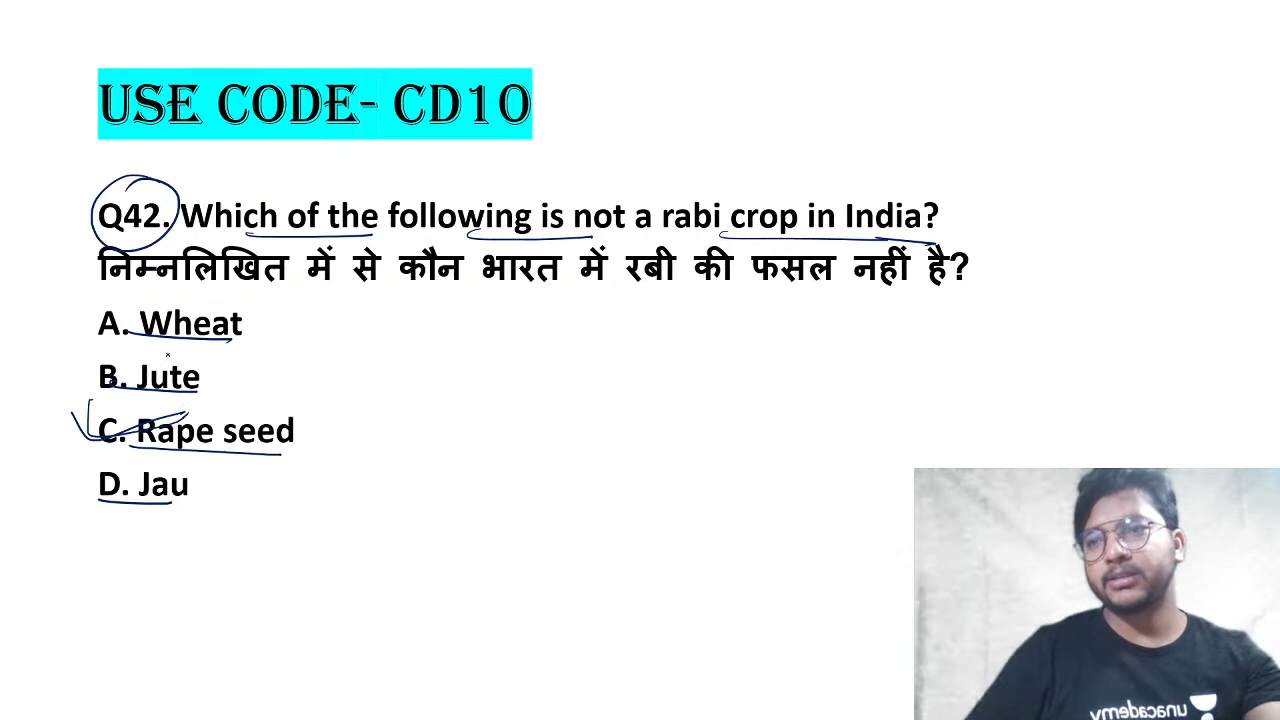 USE CODE- CD10
Q42. Which of the following is not a rabi crop in India?
निम्नलिखित में से कौन भारत में रबी की फसल नहीं है?
A. Wheat
B. Jute
C. Rape seed
D. Jau
unacademy